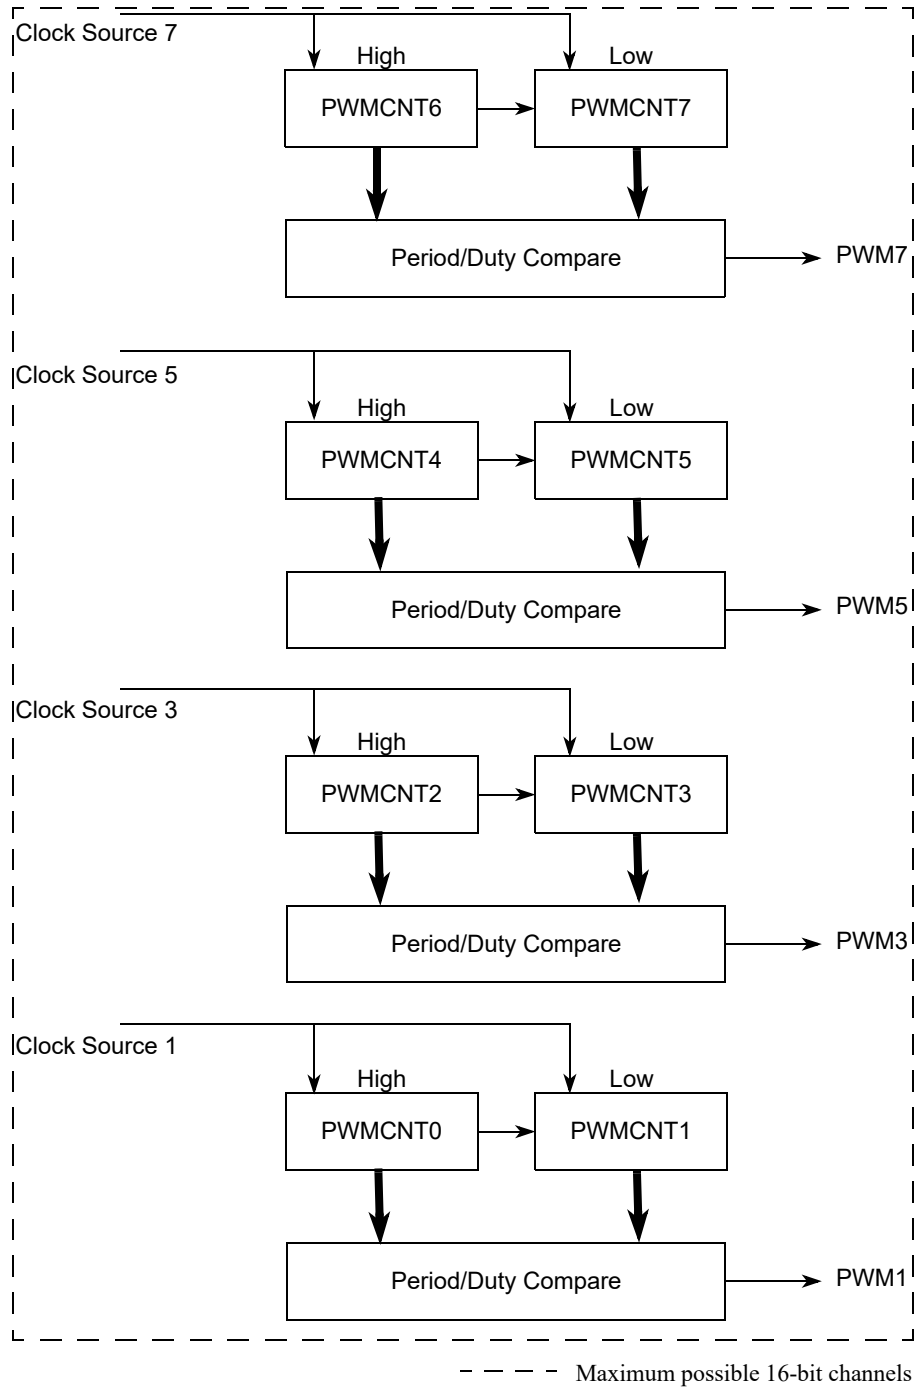 Clock Source 7
High
Low
PWMCNT6
PWMCNT7
Period/Duty Compare
PWM7
Clock Source 5
High
Low
PWMCNT4
PWMCNT5
Period/Duty Compare
PWM5
Clock Source 3
High
Low
PWMCNT2
PWMCNT3
Period/Duty Compare
PWM3
Clock Source 1
High
Low
PWMCNT0
PWMCNT1
Period/Duty Compare
PWM1
Maximum possible 16-bit channels